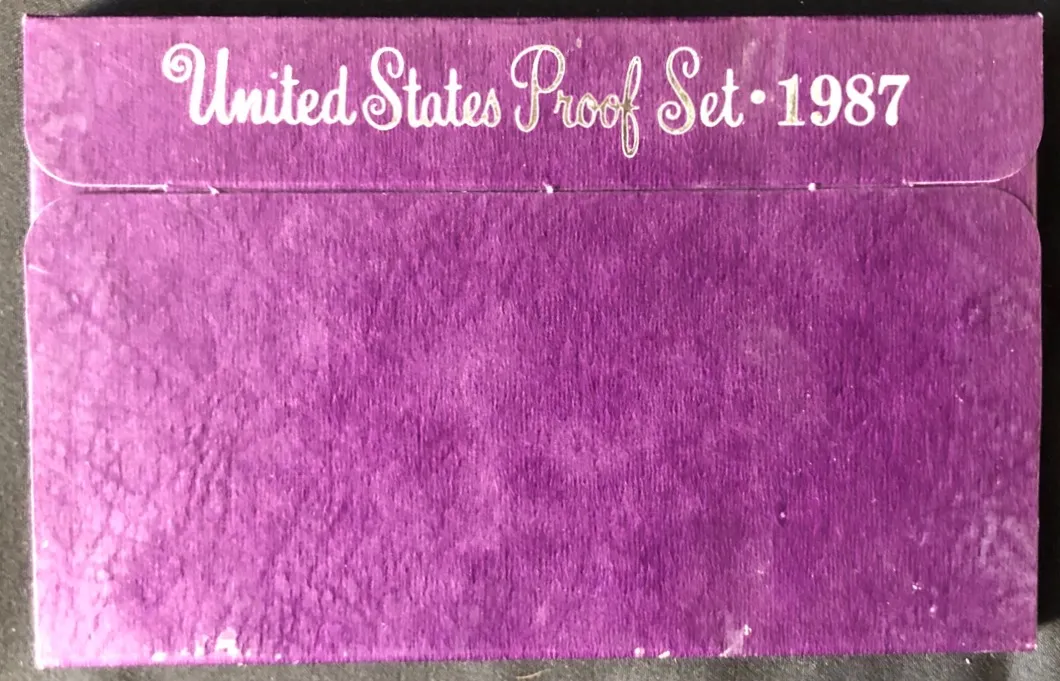 United States Proof Set · 1987